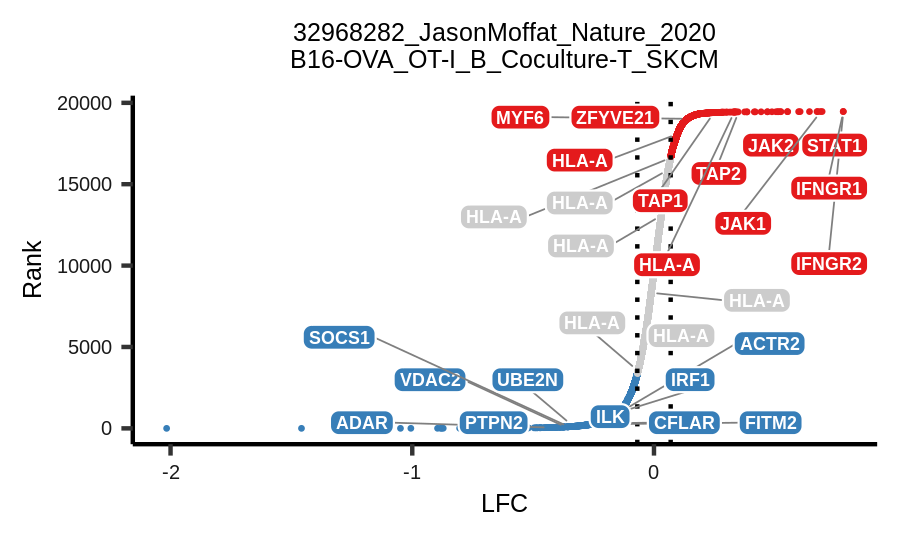 32968282_JasonMoffat_Nature_2020
B16-OVA_OT-I_B_Coculture-T_SKCM
20000
15000
10000
5000
0
Rank
MYF6
ZFYVE21
HLA-A
JAK2
STAT1
TAP2
IFNGR1
HLA-A
TAP1
HLA-A
JAK1
HLA-A
HLA-A
IFNGR2
HLA-A
HLA-A
HLA-A
SOCS1
ACTR2
VDAC2
UBE2N
IRF1
ADAR
PTPN2
ILK
CFLAR
FITM2
-2
-1
0
LFC